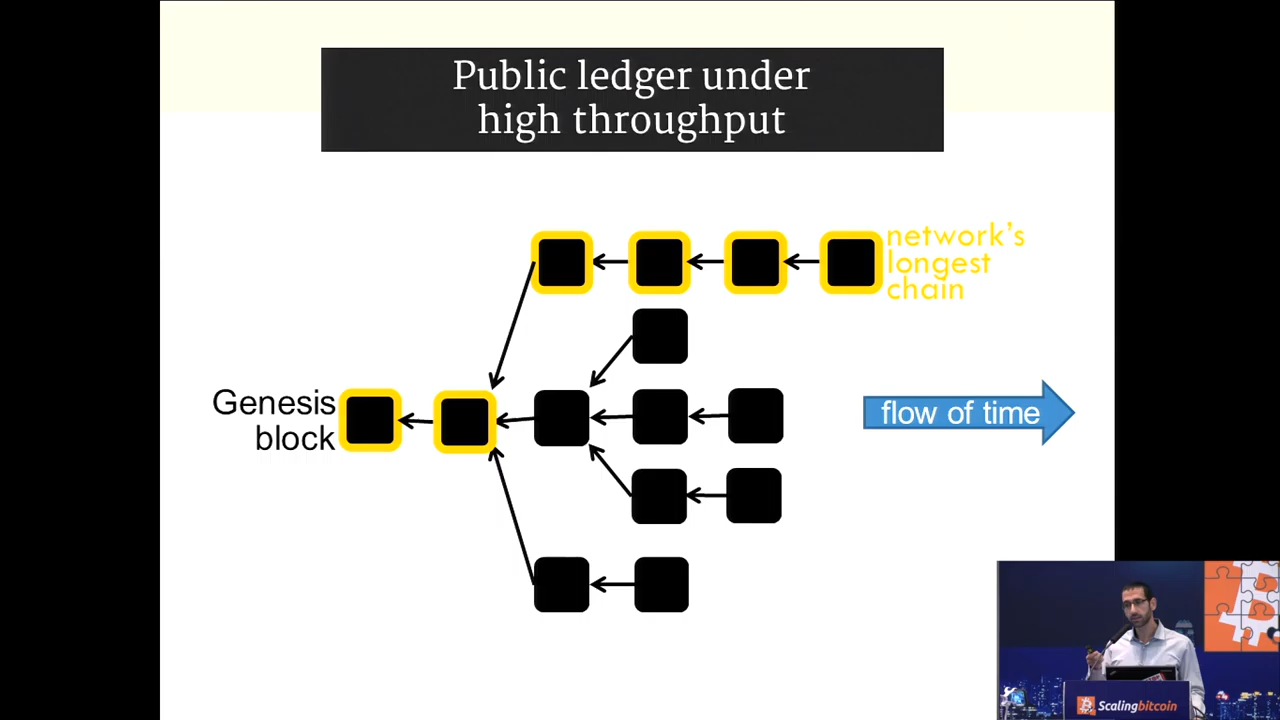 Public ledger under
high throughput
network's
longest
chain
Genesis
block
flow of time
Scalingbitcoin